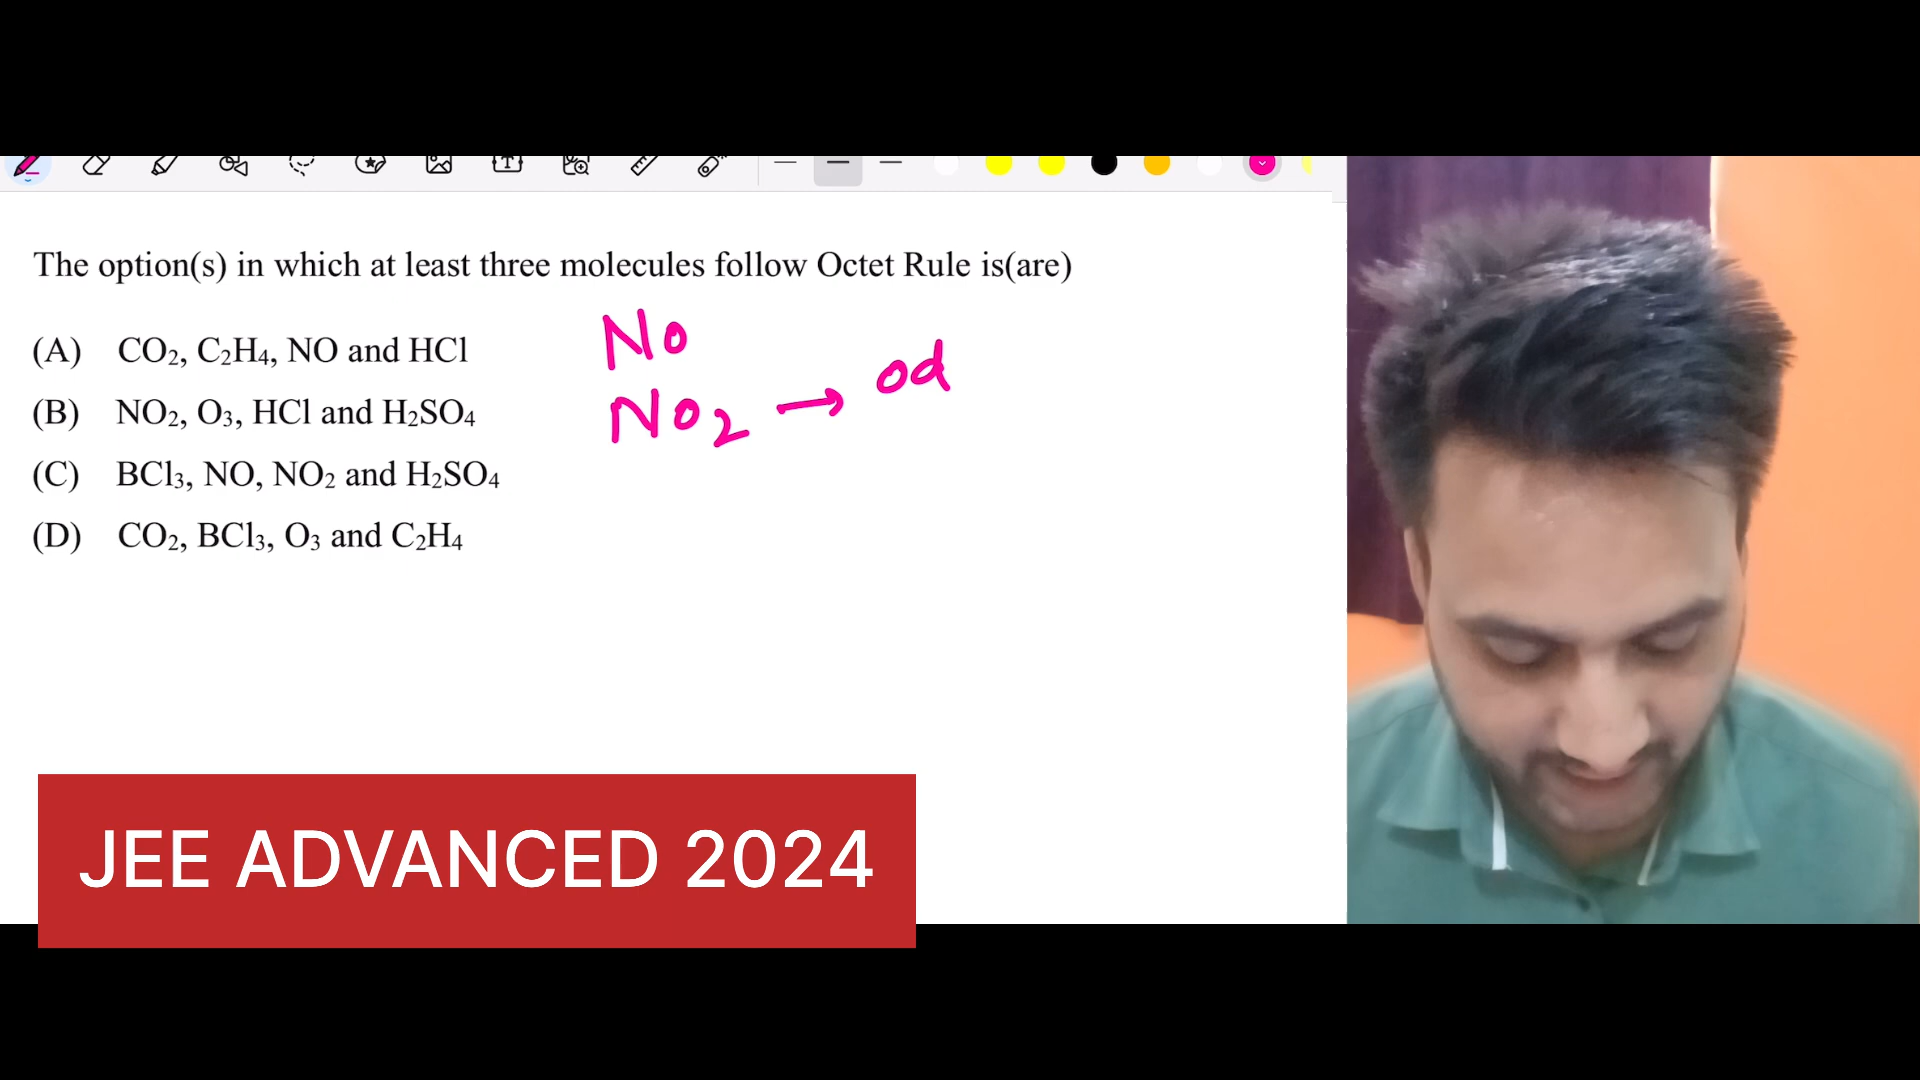 The option(s) in which at least three molecules follow Octet Rule is(are)
(A) CO₂, C₂H₄, NO and HCl
(B) NO₂, O₃, HCl and H₂SO₄
(C) BCl₃, NO, NO₂ and H₂SO₄
(D) CO₂, BCl₃, O₃ and C₂H₄
No
No₂ → od
JEE ADVANCED 2024